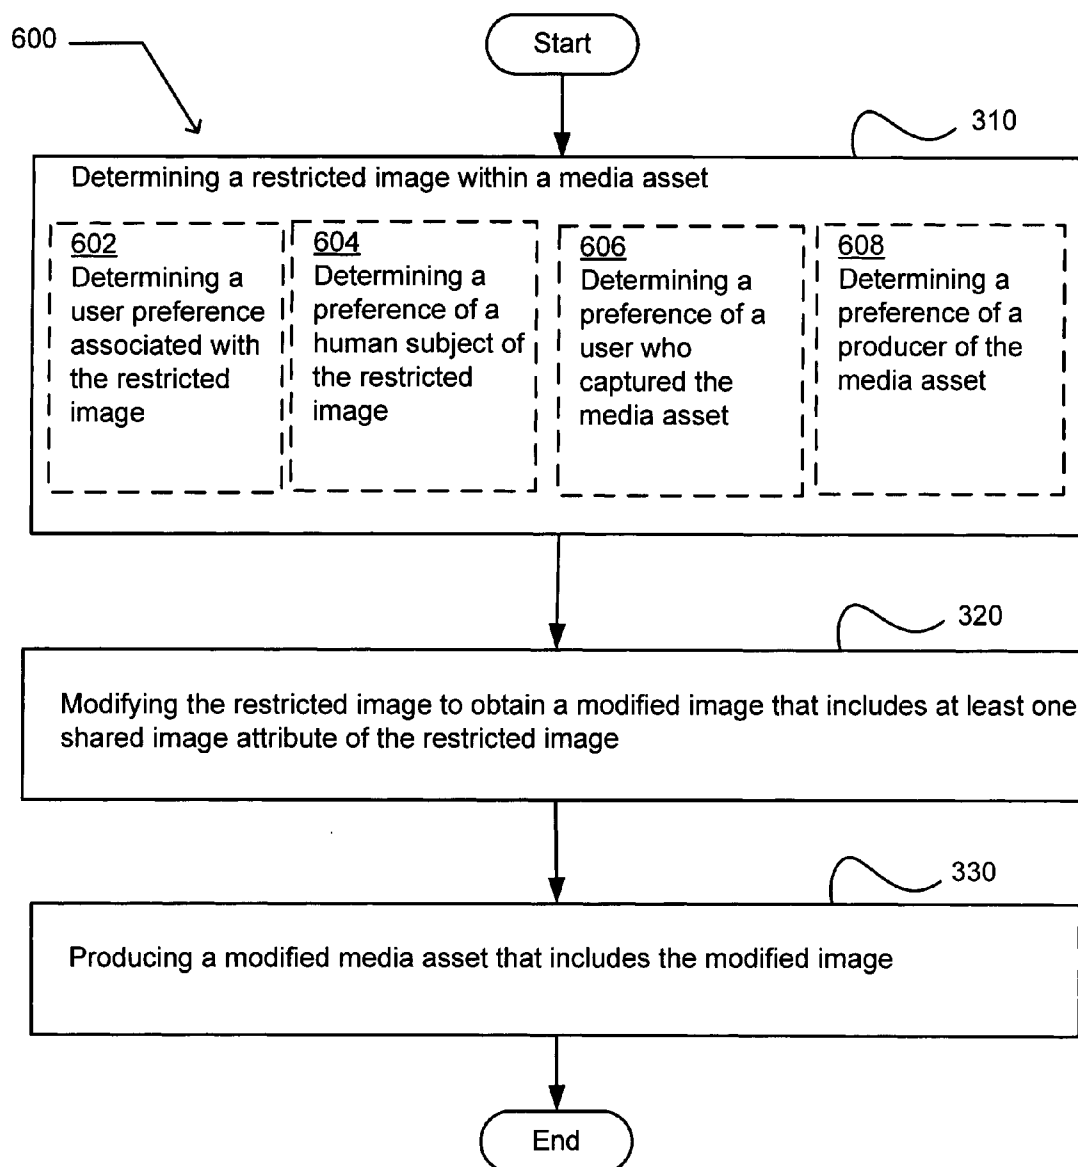 600
Start
310
Determining a restricted image within a media asset
602
Determining a
user preference
associated with
the restricted
image
604
Determining a
preference of a
human subject of
the restricted
image
606
Determining a
preference of a
user who
captured the
media asset
608
Determining a
preference of a
producer of the
media asset
320
Modifying the restricted image to obtain a modified image that includes at least one
shared image attribute of the restricted image
330
Producing a modified media asset that includes the modified image
End